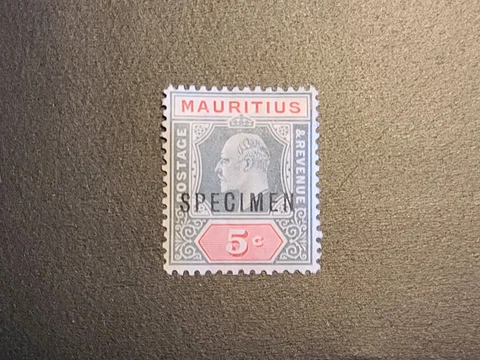 MAURITIUS
POSTAGE
& REVENUE
SPECIMEN
5c